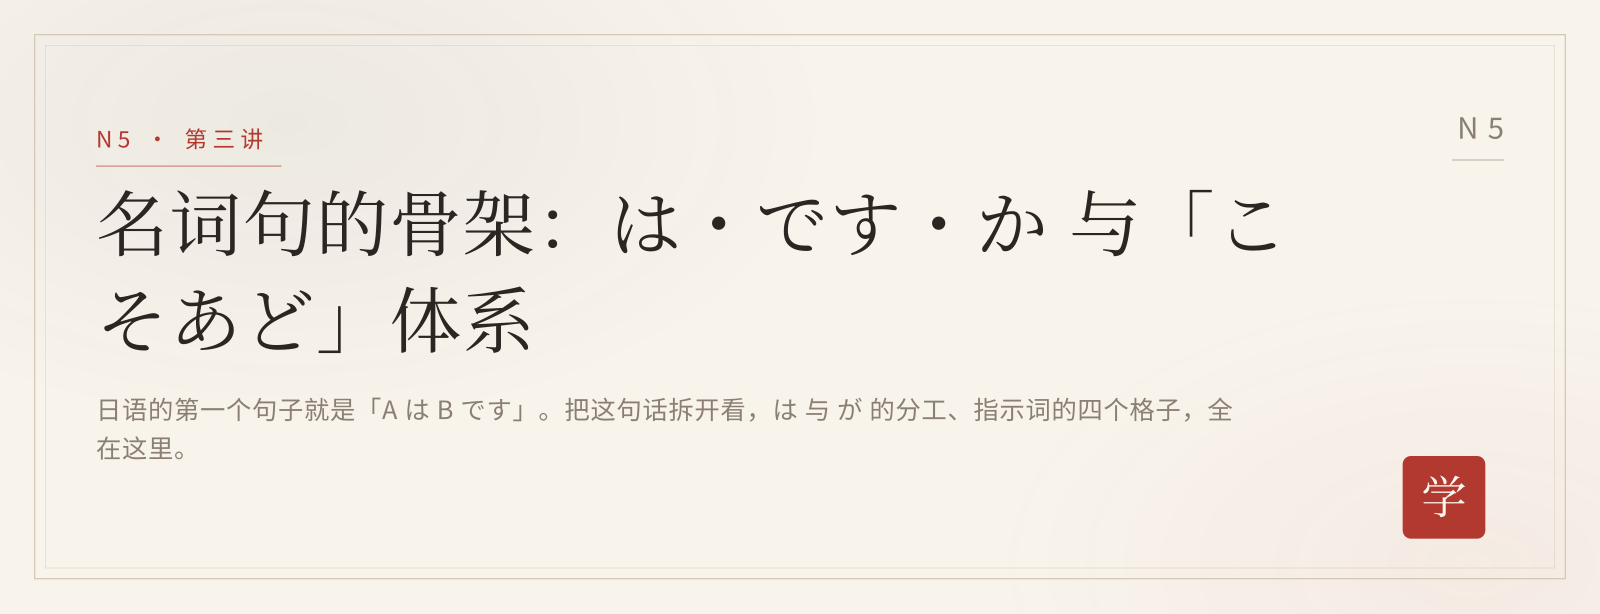 N5 · 第三讲
N5
名词句的骨架：は・です・か 与「こ
そあど」体系
日语的第一个句子就是「A は B です」。把这句话拆开看，は 与 が 的分工、指示词的四个格子，全
在这里。
学